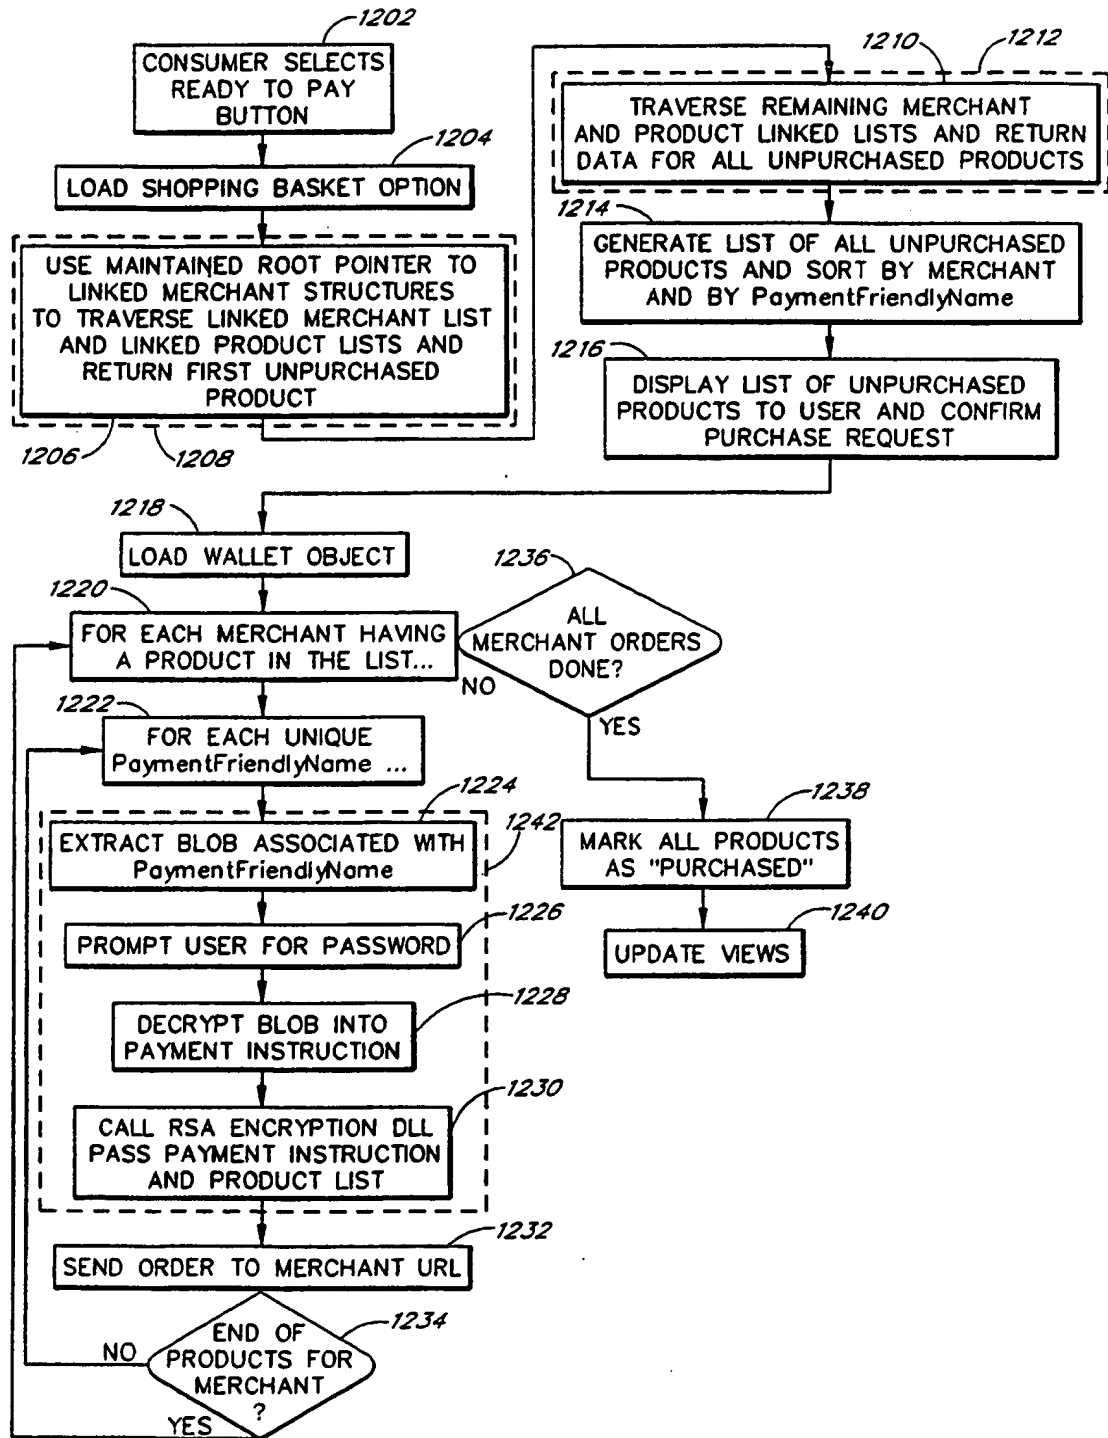 1202
CONSUMER SELECTS
READY TO PAY
BUTTON
1204
LOAD SHOPPING BASKET OPTION
USE MAINTAINED ROOT POINTER TO
LINKED MERCHANT STRUCTURES
TO TRAVERSE LINKED MERCHANT LIST
AND LINKED PRODUCT LISTS AND
RETURN FIRST UNPURCHASED
PRODUCT
1206
1208
1210
1212
TRAVERSE REMAINING MERCHANT
AND PRODUCT LINKED LISTS AND RETURN
DATA FOR ALL UNPURCHASED PRODUCTS
1214
GENERATE LIST OF ALL UNPURCHASED
PRODUCTS AND SORT BY MERCHANT
AND BY PaymentFriendlyName
1216
DISPLAY LIST OF UNPURCHASED
PRODUCTS TO USER AND CONFIRM
PURCHASE REQUEST
1218
LOAD WALLET OBJECT
1220
FOR EACH MERCHANT HAVING
A PRODUCT IN THE LIST...
1236
ALL
MERCHANT ORDERS
DONE?
NO
YES
1222
FOR EACH UNIQUE
PaymentFriendlyName ...
1224
1242
EXTRACT BLOB ASSOCIATED WITH
PaymentFriendlyName
1238
MARK ALL PRODUCTS
AS "PURCHASED"
1226
PROMPT USER FOR PASSWORD
1240
UPDATE VIEWS
1228
DECRYPT BLOB INTO
PAYMENT INSTRUCTION
1230
CALL RSA ENCRYPTION DLL
PASS PAYMENT INSTRUCTION
AND PRODUCT LIST
1232
SEND ORDER TO MERCHANT URL
1234
END OF
PRODUCTS FOR
MERCHANT
?
NO
YES